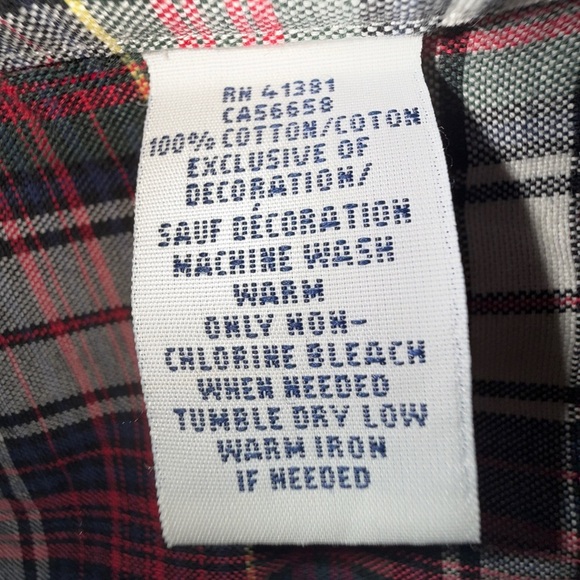 RN 41381
CA56658
100% COTTON/COTON
EXCLUSIVE OF
DECORATION/
SAUF DÉCORATION
MACHINE WASH
WARM
ONLY NON-
CHLORINE BLEACH
WHEN NEEDED
TUMBLE DRY LOW
WARM IRON
IF NEEDED